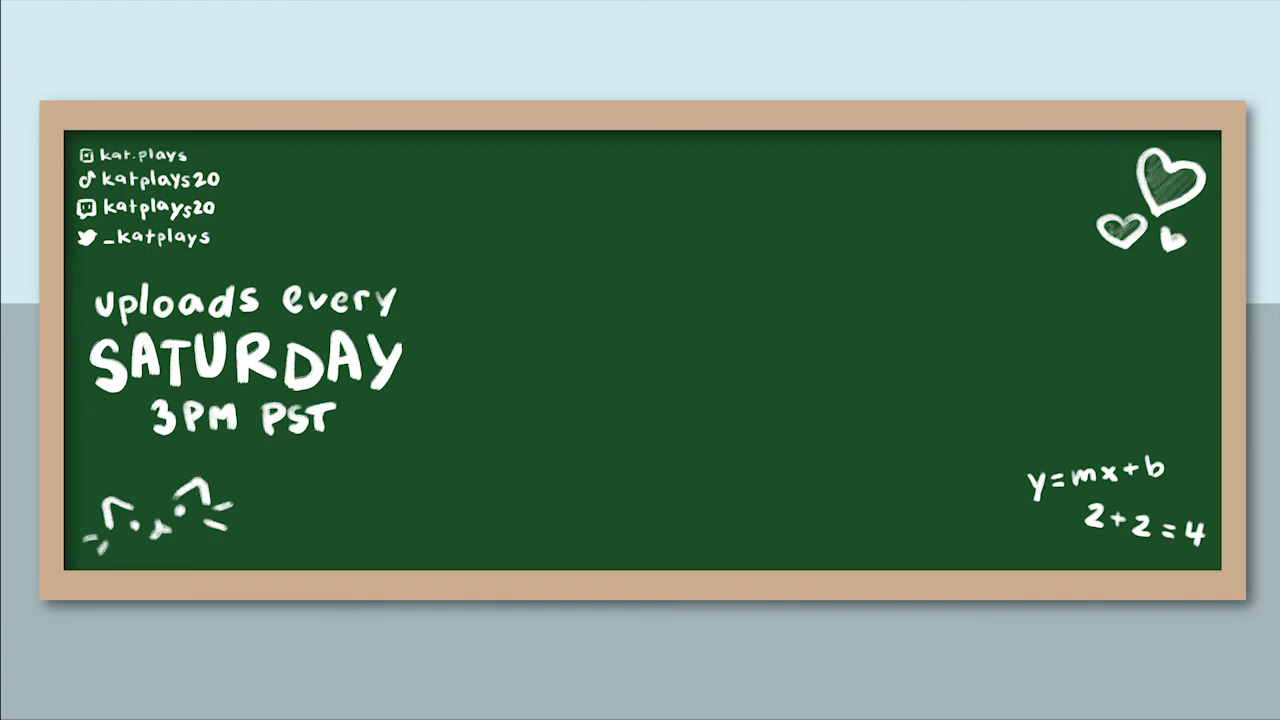 kat.plays
katplays20
katplays20
_katplays
uploads every
SATURDAY
3PM PST
y=mx+b
2+2=4